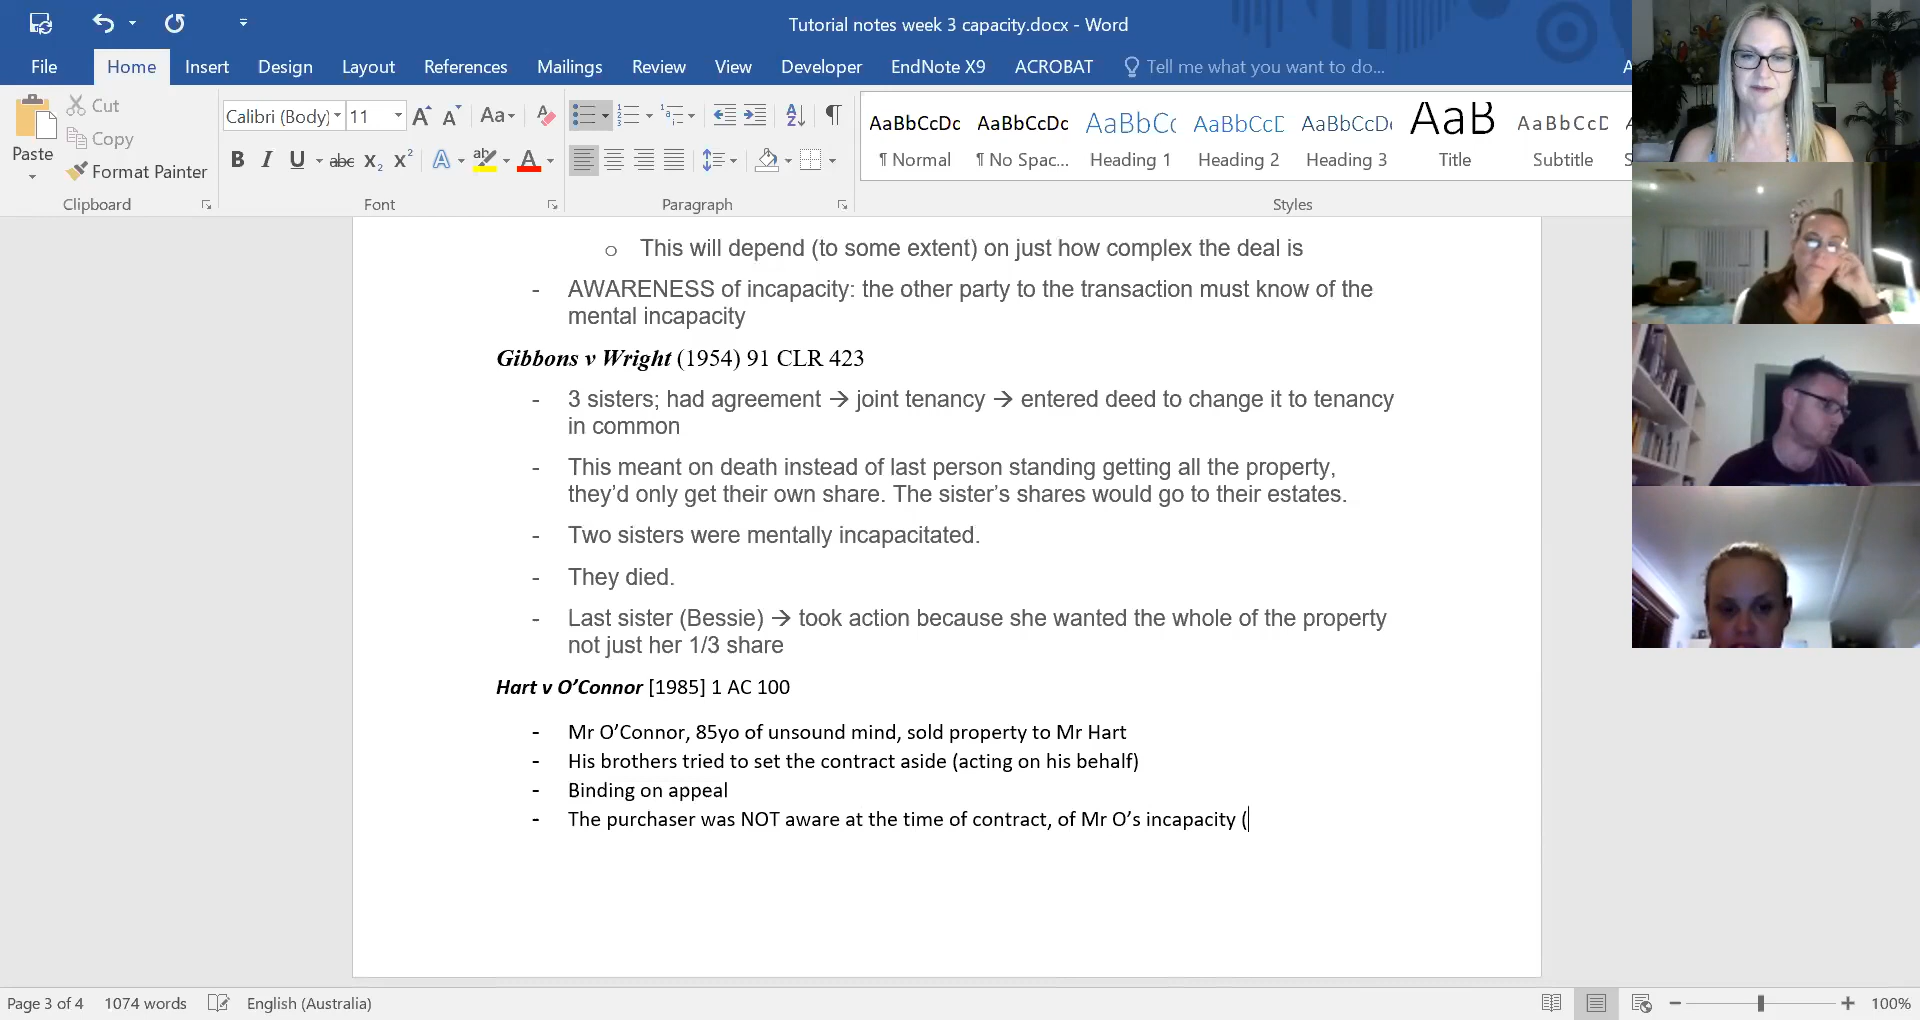 Tutorial notes week 3 capacity.docx - Word
File Home Insert Design Layout References Mailings Review View Developer EndNote X9 ACROBAT Tell me what you want to do...
Paste
Cut
Copy
Format Painter
Clipboard
Calibri (Body) 11
Font
Paragraph
AaBbCcDc AaBbCcDc AaBbCc AaBbCcD AaBbCcDc AaB AaBbCcD
¶ Normal ¶ No Spac... Heading 1 Heading 2 Heading 3 Title Subtitle
Styles
o This will depend (to some extent) on just how complex the deal is
- AWARENESS of incapacity: the other party to the transaction must know of the
mental incapacity
Gibbons v Wright (1954) 91 CLR 423
- 3 sisters; had agreement → joint tenancy → entered deed to change it to tenancy
in common
- This meant on death instead of last person standing getting all the property,
they’d only get their own share. The sister’s shares would go to their estates.
- Two sisters were mentally incapacitated.
- They died.
- Last sister (Bessie) → took action because she wanted the whole of the property
not just her 1/3 share
Hart v O’Connor [1985] 1 AC 100
- Mr O’Connor, 85yo of unsound mind, sold property to Mr Hart
- His brothers tried to set the contract aside (acting on his behalf)
- Binding on appeal
- The purchaser was NOT aware at the time of contract, of Mr O’s incapacity (
Page 3 of 4 1074 words English (Australia) 100%